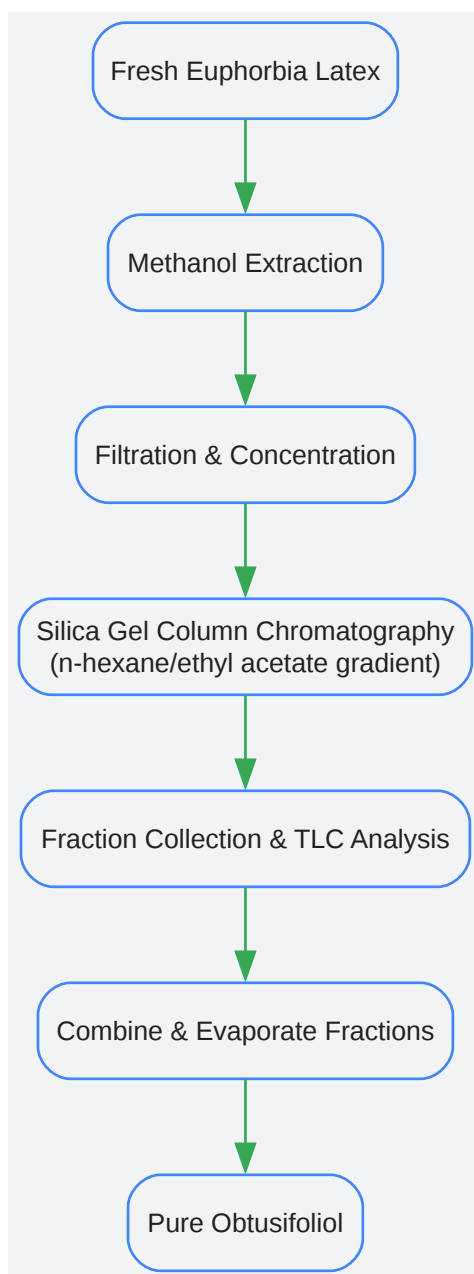 Fresh Euphorbia Latex
Methanol Extraction
Filtration & Concentration
Silica Gel Column Chromatography
(n-hexane/ethyl acetate gradient)
Fraction Collection & TLC Analysis
Combine & Evaporate Fractions
Pure Obtusifoliol